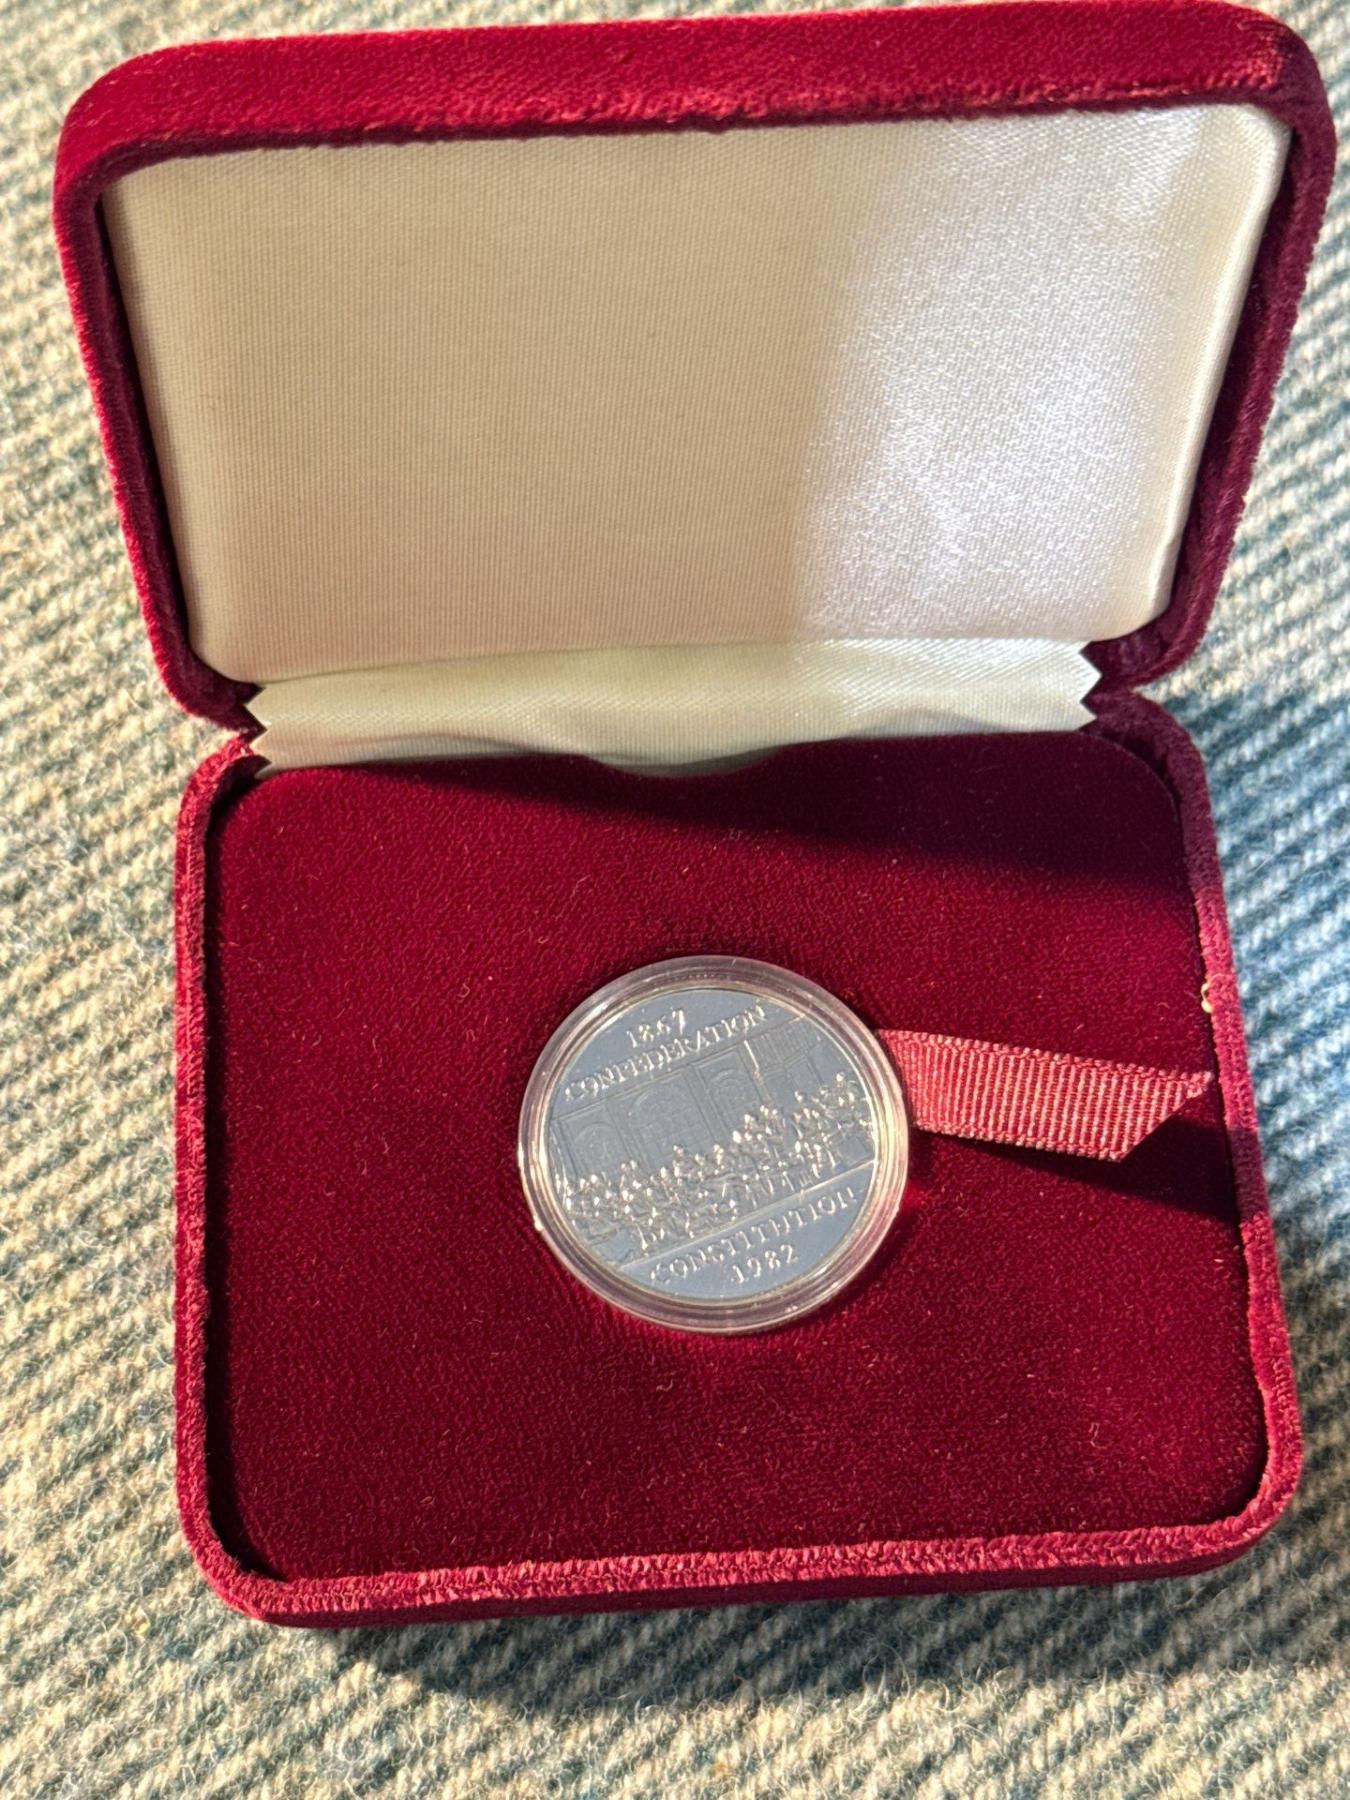 1867
CONFEDERATION
CONSTITUTION
1982